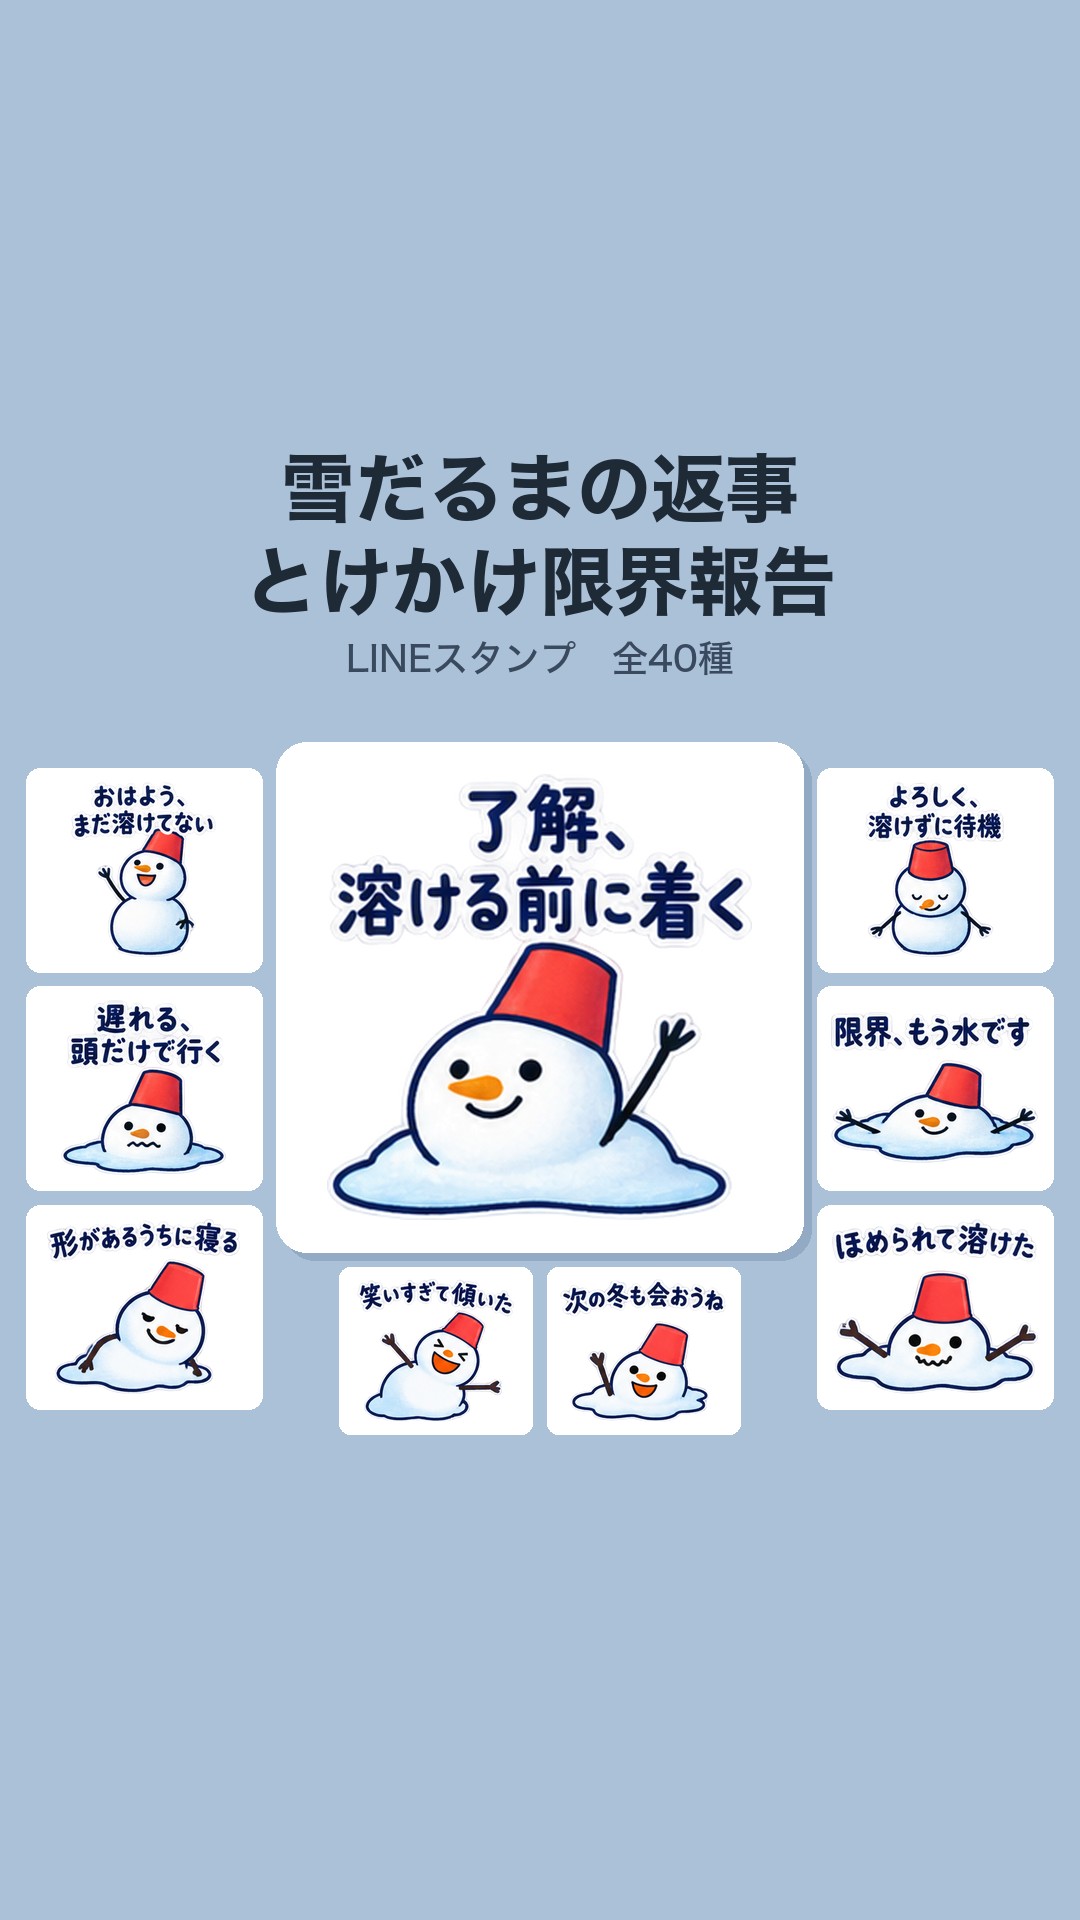 雪だるまの返事
とけかけ限界報告
LINEスタンプ　全40種
おはよう、
まだ溶けてない
了解、
溶ける前に着く
よろしく、
溶けずに待機
遅れる、
頭だけで行く
限界、もう水です
形があるうちに寝る
ほめられて溶けた
笑いすぎて傾いた
次の冬も会おうね